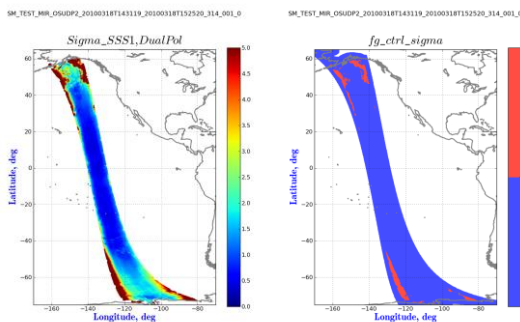 SM_TEST_MIR_OSUDP2_20100318T143119_20100318T152520_314_001_0
Sigma_SSS1,DualPol
5.0
4.5
4.0
3.5
3.0
2.5
2.0
1.5
1.0
0.5
0.0
60
40
20
0
−20
−40
−60
Latitude, deg
−160 −140 −120 −100 −80
Longitude, deg
SM_TEST_MIR_OSUDP2_20100318T143119_20100318T152520_314_001_0
fg_ctrl_sigma
60
40
20
0
−20
−40
−60
Latitude, deg
−160 −140 −120 −100 −80
Longitude, deg